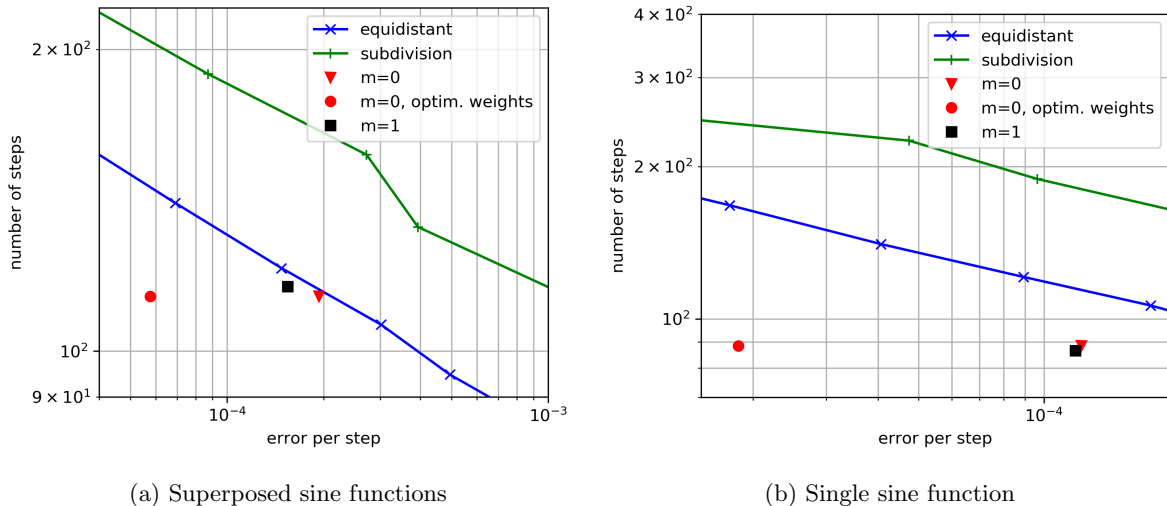 2 × 10²
10²
9 × 10¹
number of steps
equidistant
subdivision
m=0
m=0, optim. weights
m=1
10⁻⁴
10⁻³
error per step
(a) Superposed sine functions
4 × 10²
3 × 10²
2 × 10²
10²
number of steps
equidistant
subdivision
m=0
m=0, optim. weights
m=1
10⁻⁴
error per step
(b) Single sine function